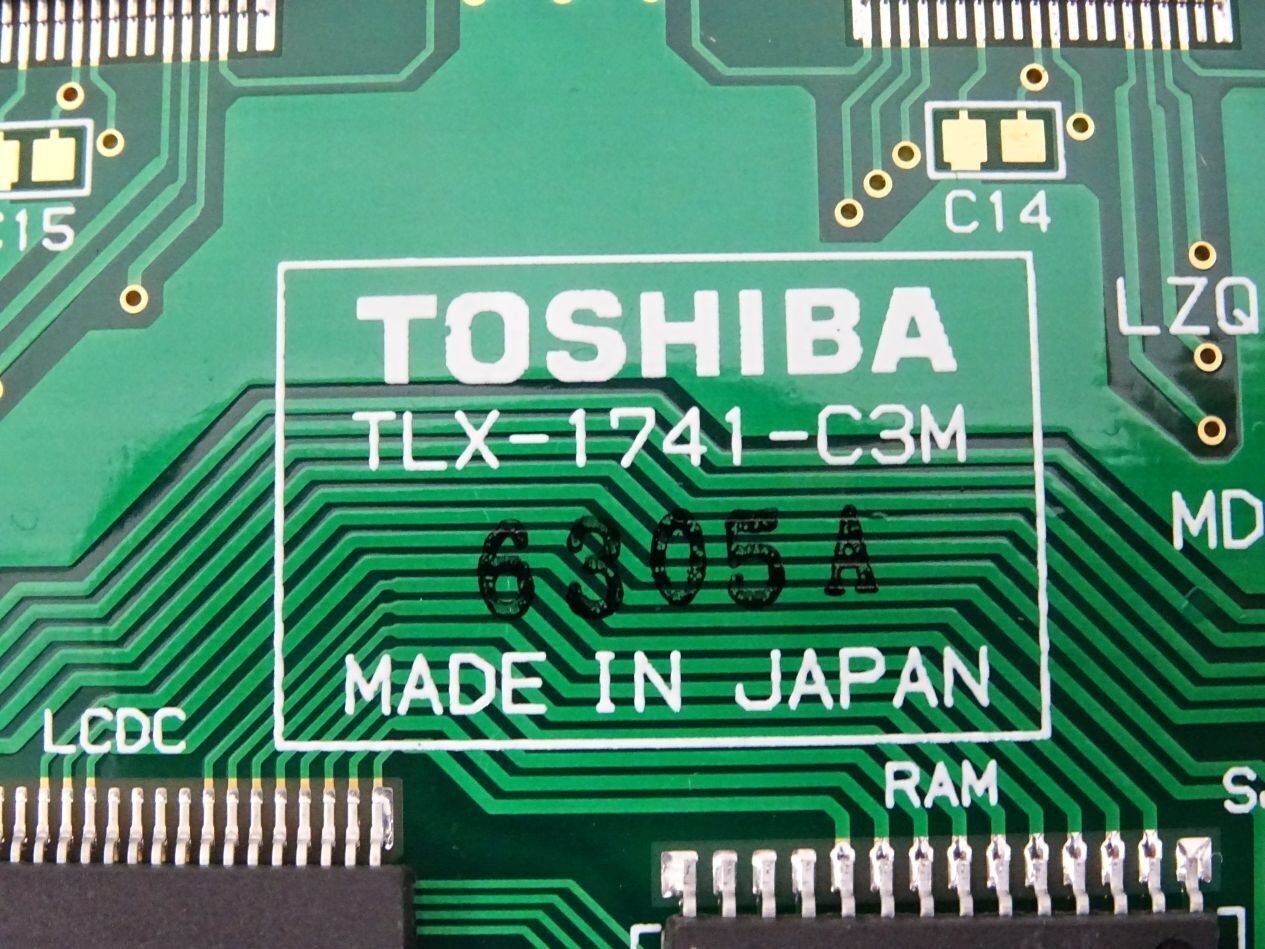 C14
C15
LZQ
TOSHIBA
TLX-1741-C3M
MD
6305A
MADE IN JAPAN
LCDC
RAM